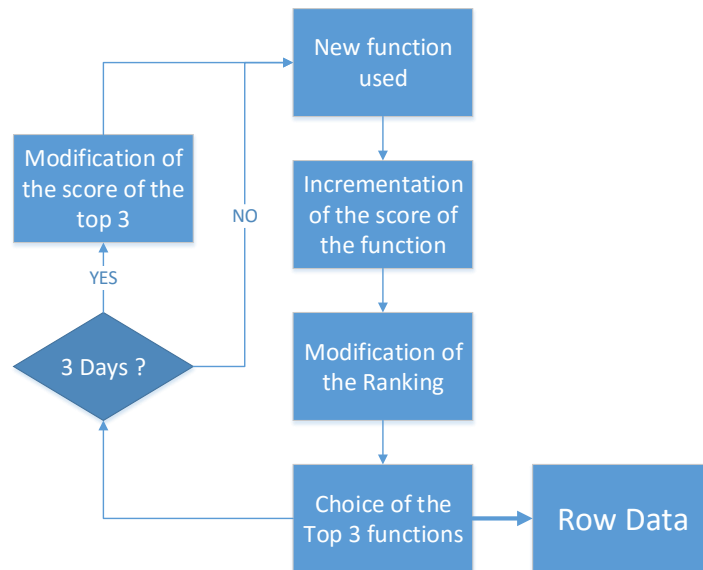 New function
used
Modification of
the score of the
top 3
Incrementation
of the score of
the function
NO
YES
3 Days ?
Modification of
the Ranking
Choice of the
Top 3 functions
Row Data